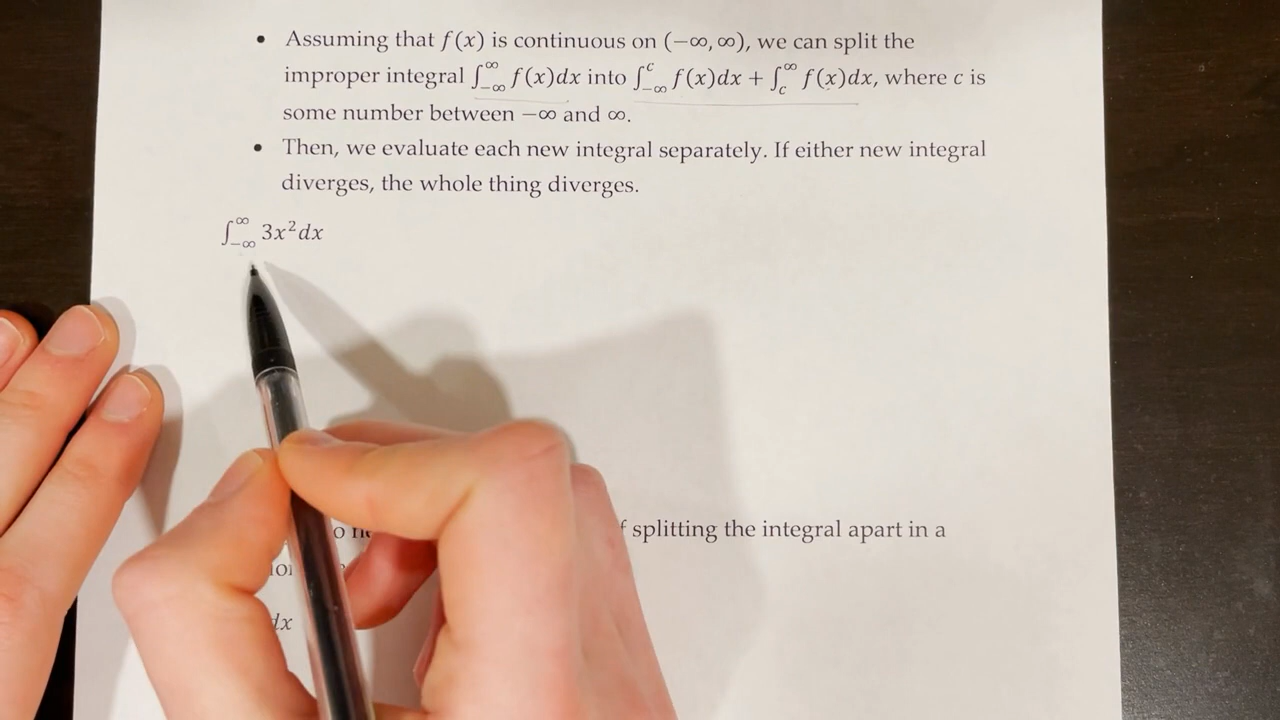 • Assuming that f(x) is continuous on (−∞, ∞), we can split the
improper integral ∫_{−∞}^{∞} f(x)dx into ∫_{−∞}^{c} f(x)dx + ∫_{c}^{∞} f(x)dx, where c is
some number between −∞ and ∞.
• Then, we evaluate each new integral separately. If either new integral
diverges, the whole thing diverges.
∫_{−∞}^{∞} 3x²dx
splitting the integral apart in a
dx